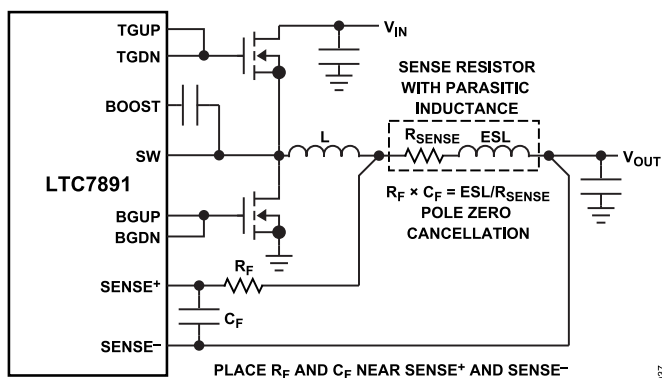 TGUP
TGDN
BOOST
SW
LTC7891
BGUP
BGDN
SENSE+
SENSE–
VIN
SENSE RESISTOR
WITH PARASITIC
INDUCTANCE
L
RSENSE
ESL
VOUT
RF × CF = ESL/RSENSE
POLE ZERO
CANCELLATION
RF
CF
PLACE RF AND CF NEAR SENSE+ AND SENSE–